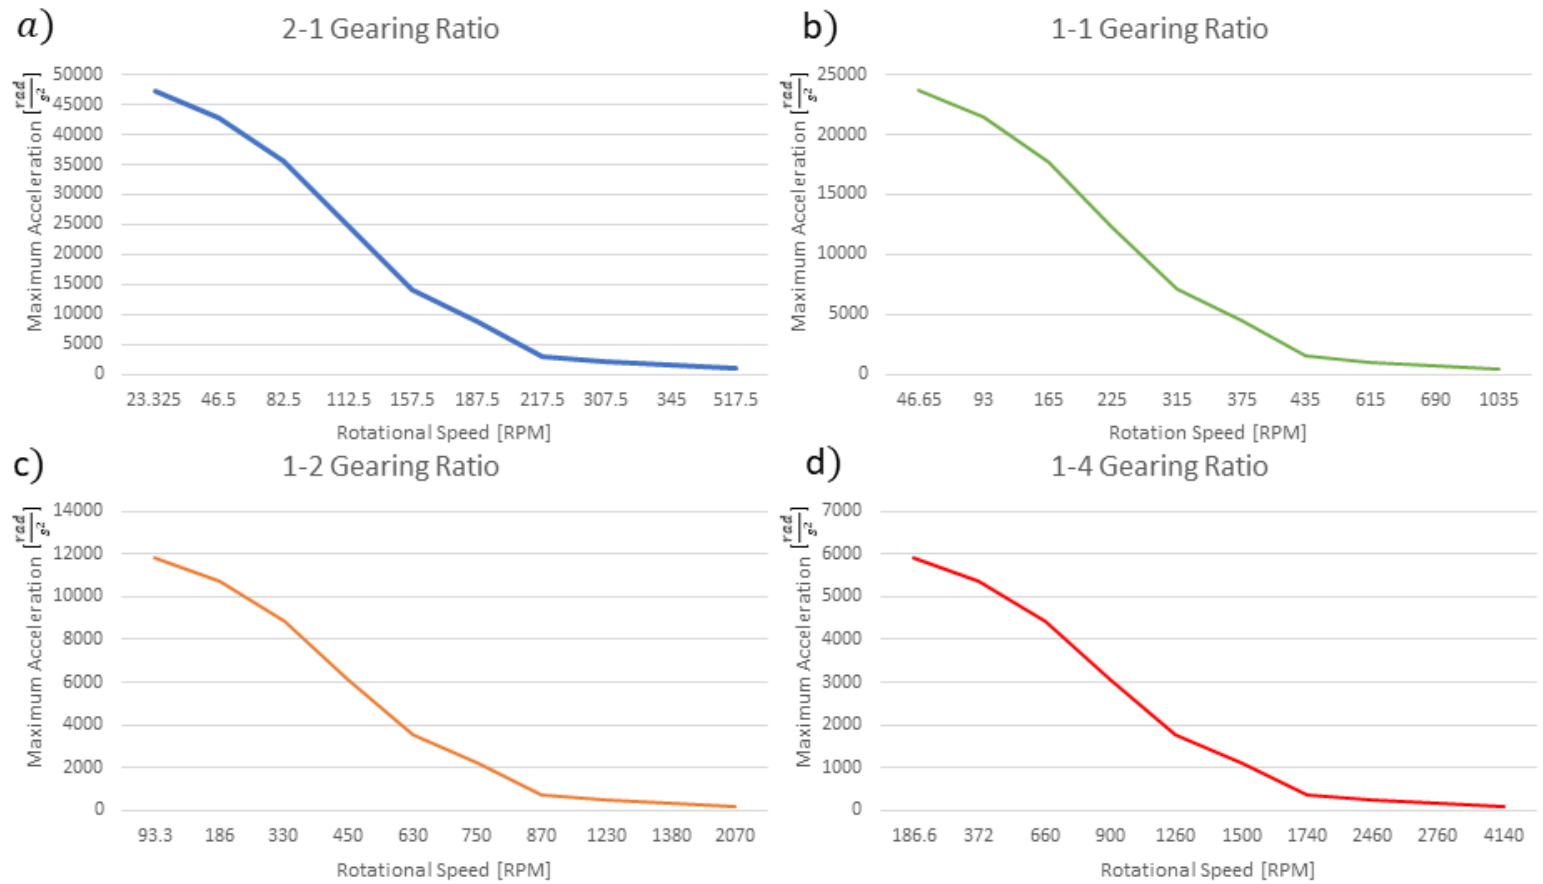 a)
2-1 Gearing Ratio
Maximum Acceleration [rad/s²]
50000
45000
40000
35000
30000
25000
20000
15000
10000
5000
0
23.325 46.5 82.5 112.5 157.5 187.5 217.5 307.5 345 517.5
Rotational Speed [RPM]
b)
1-1 Gearing Ratio
Maximum Acceleration [rad/s²]
25000
20000
15000
10000
5000
0
46.65 93 165 225 315 375 435 615 690 1035
Rotation Speed [RPM]
c)
1-2 Gearing Ratio
Maximum Acceleration [rad/s²]
14000
12000
10000
8000
6000
4000
2000
0
93.3 186 330 450 630 750 870 1230 1380 2070
Rotational Speed [RPM]
d)
1-4 Gearing Ratio
Maximum Acceleration [rad/s²]
7000
6000
5000
4000
3000
2000
1000
0
186.6 372 660 900 1260 1500 1740 2460 2760 4140
Rotational Speed [RPM]